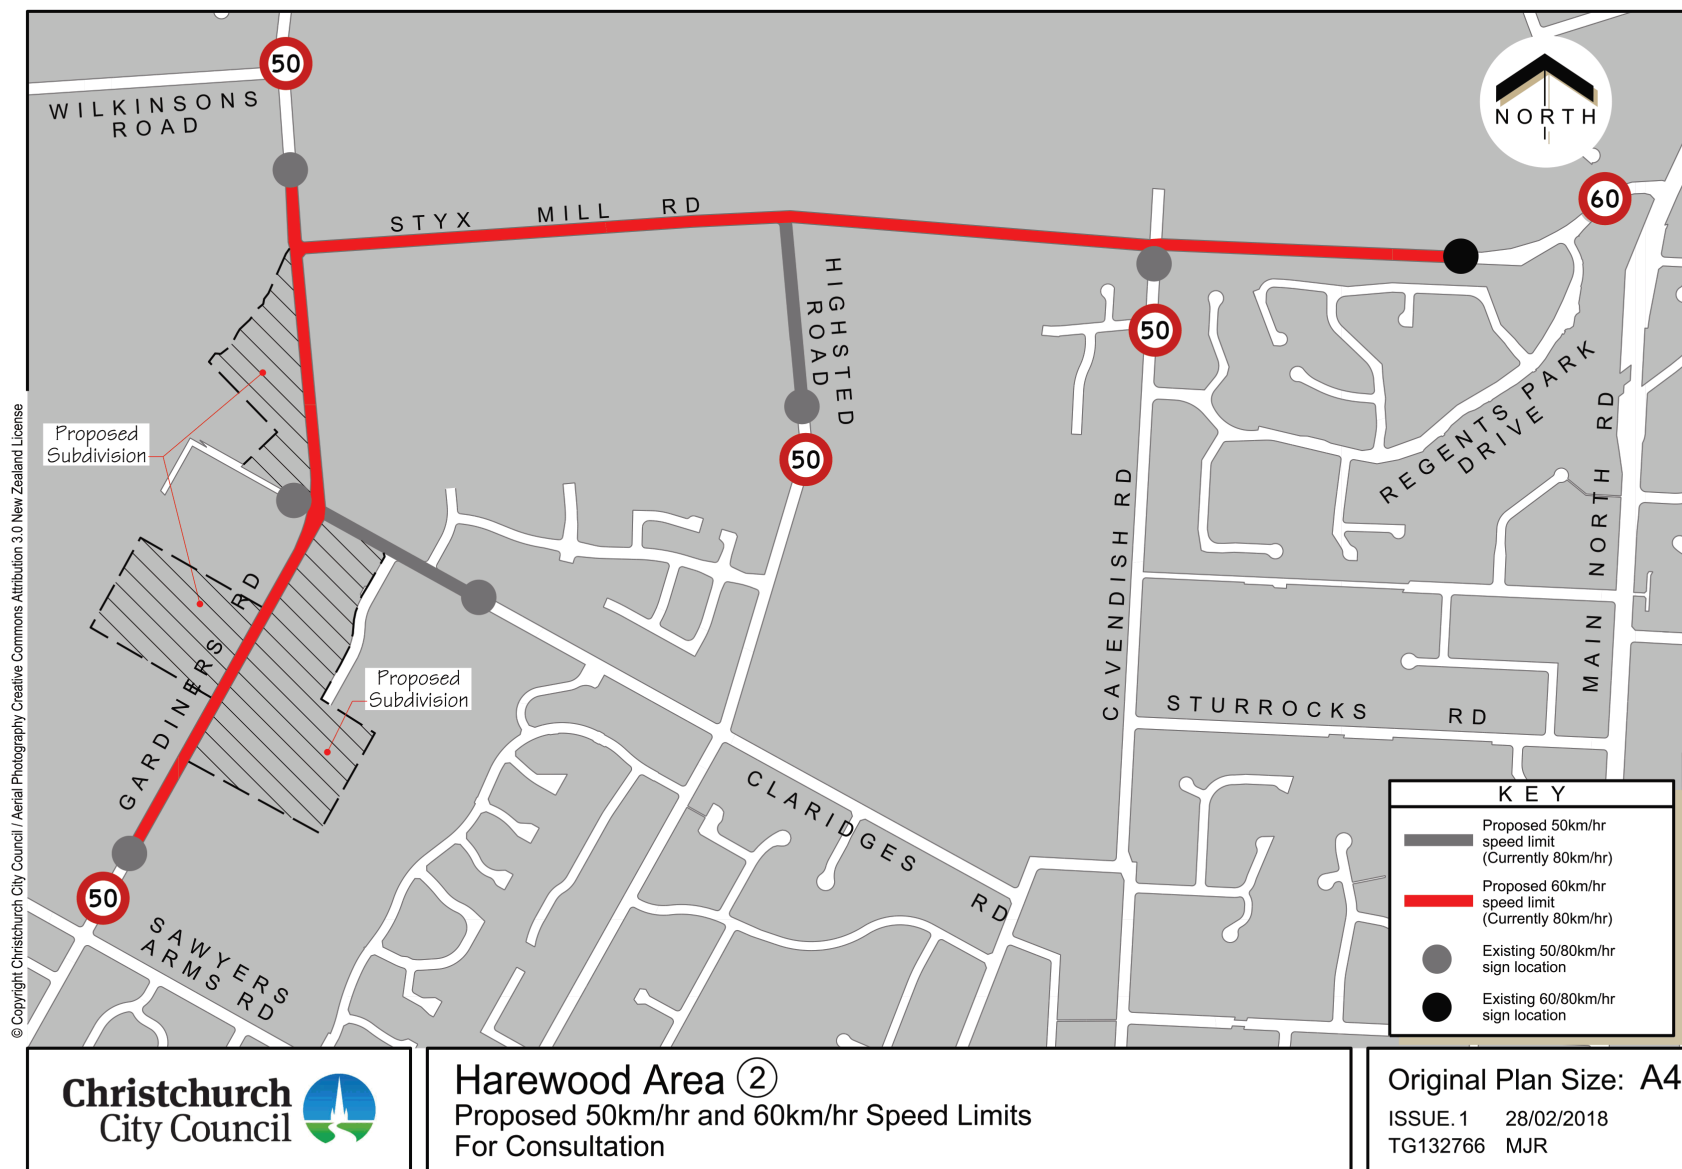 50
WILKINSONS
ROAD
NORTH
60
STYX MILL RD
HIGHSTED
ROAD
50
50
REGENTS PARK
DRIVE
MAIN NORTH RD
CAVENDISH RD
Proposed
Subdivision
GARDINERS RD
Proposed
Subdivision
STURROCKS RD
CLARIDGES RD
50
SAWYERS
ARMS RD
KEY
Proposed 50km/hr
speed limit
(Currently 80km/hr)
Proposed 60km/hr
speed limit
(Currently 80km/hr)
Existing 50/80km/hr
sign location
Existing 60/80km/hr
sign location
© Copyright Christchurch City Council / Aerial Photography Creative Commons Attribution 3.0 New Zealand License
Christchurch
City Council
Harewood Area 2
Proposed 50km/hr and 60km/hr Speed Limits
For Consultation
Original Plan Size: A4
ISSUE. 1 28/02/2018
TG132766 MJR